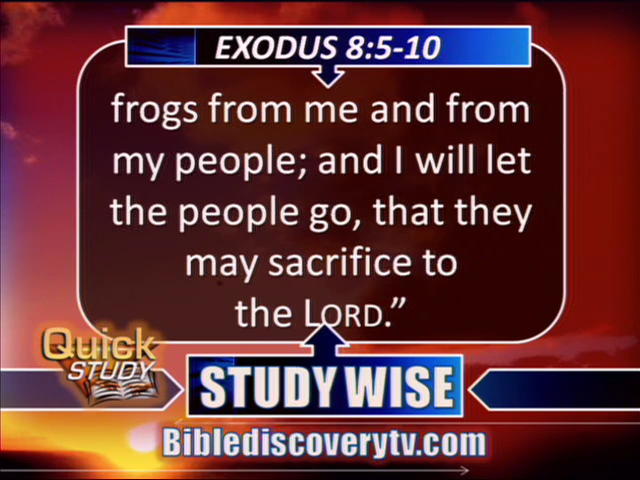 EXODUS 8:5-10
frogs from me and from
my people; and I will let
the people go, that they
may sacrifice to
the LORD.”
Quick
STUDY
STUDY WISE
Biblediscoverytv.com